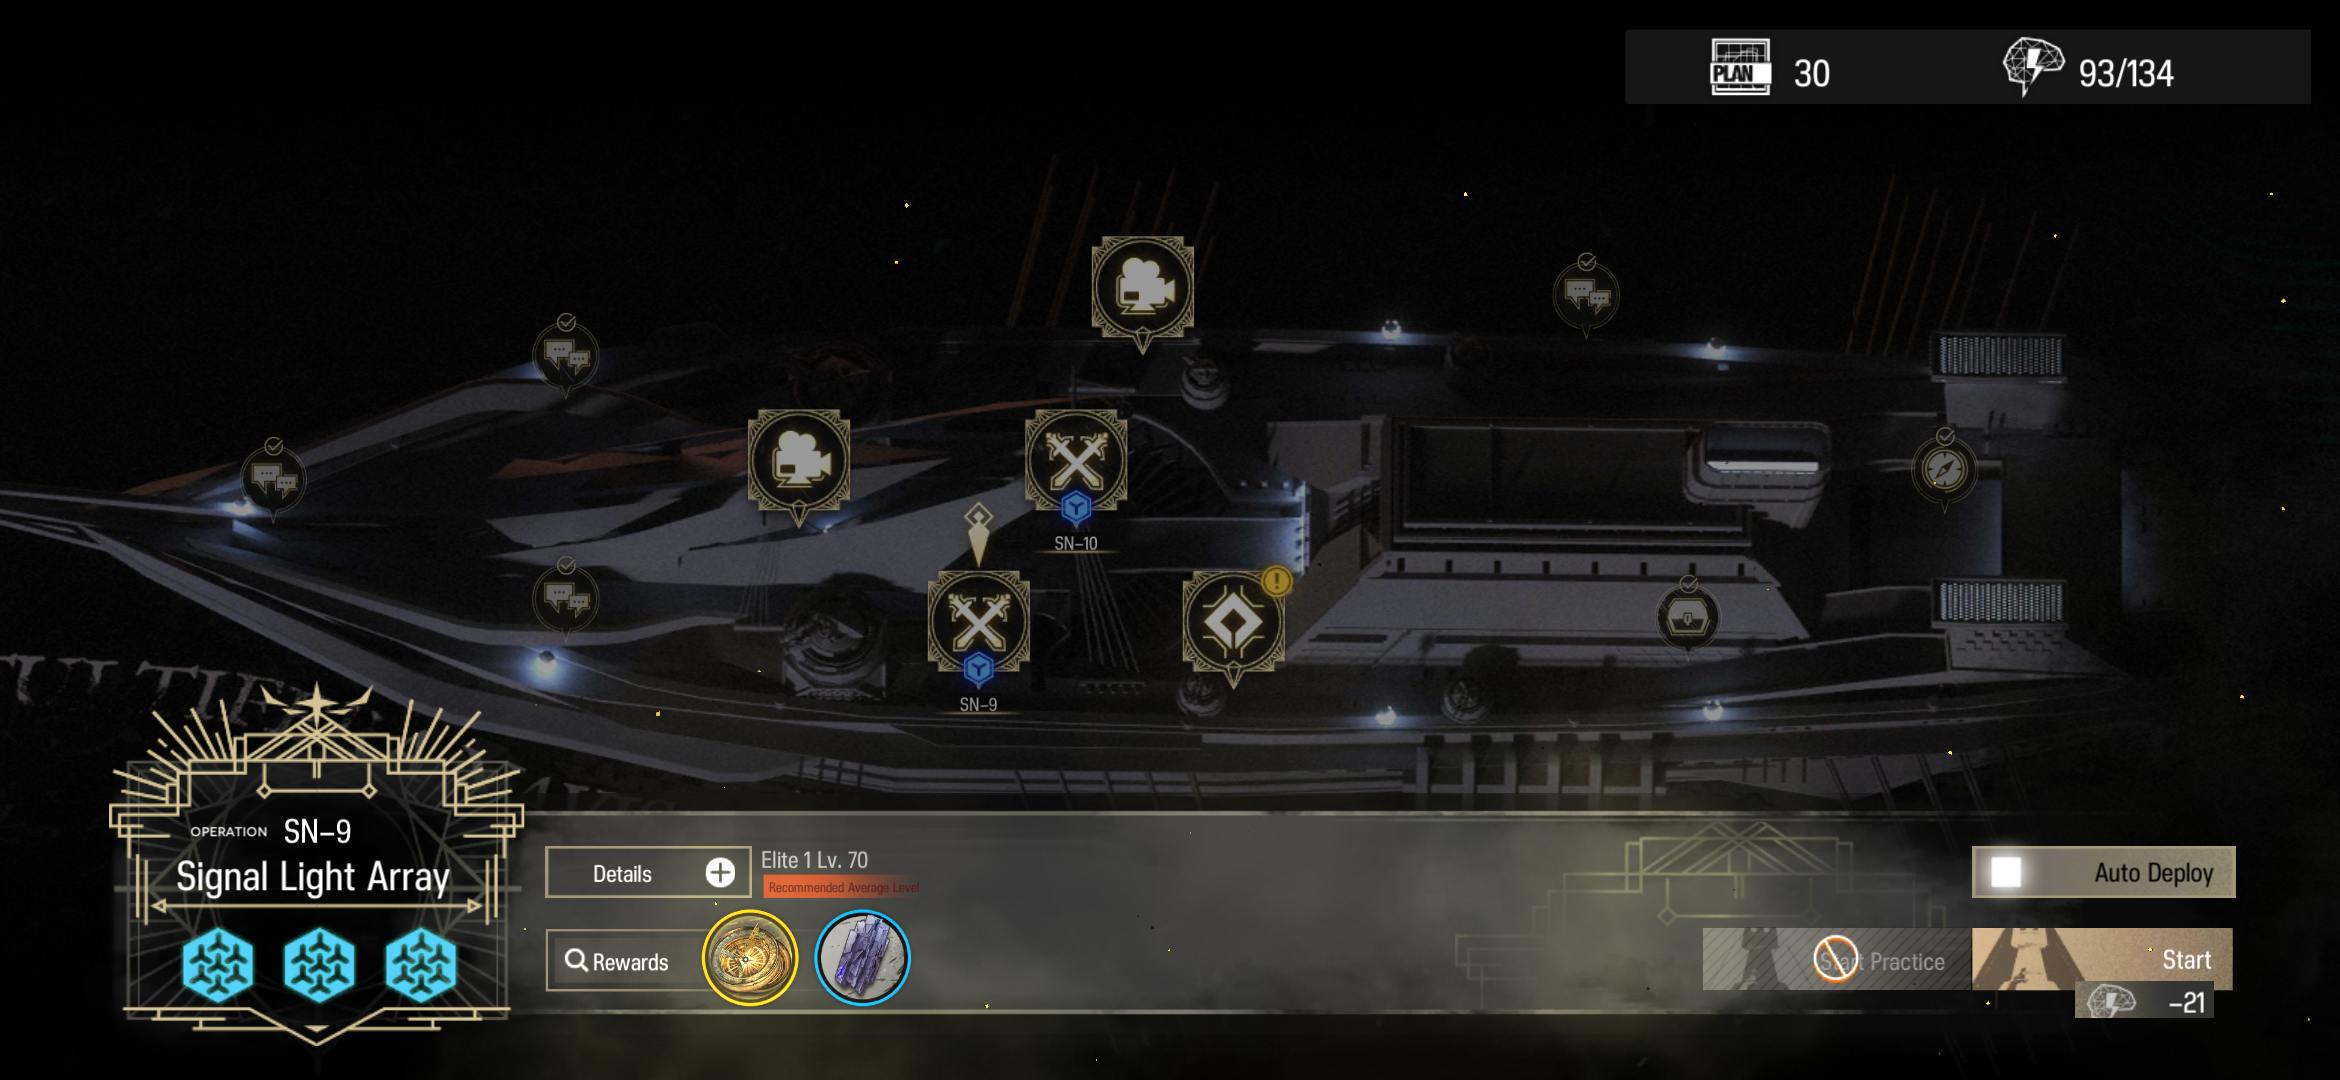 PLAN 30 93/134
SN-10
SN-9
OPERATION SN-9
Signal Light Array
Details
Elite 1 Lv. 70
Recommended Average Level
Rewards
Auto Deploy
Start Practice
Start
-21